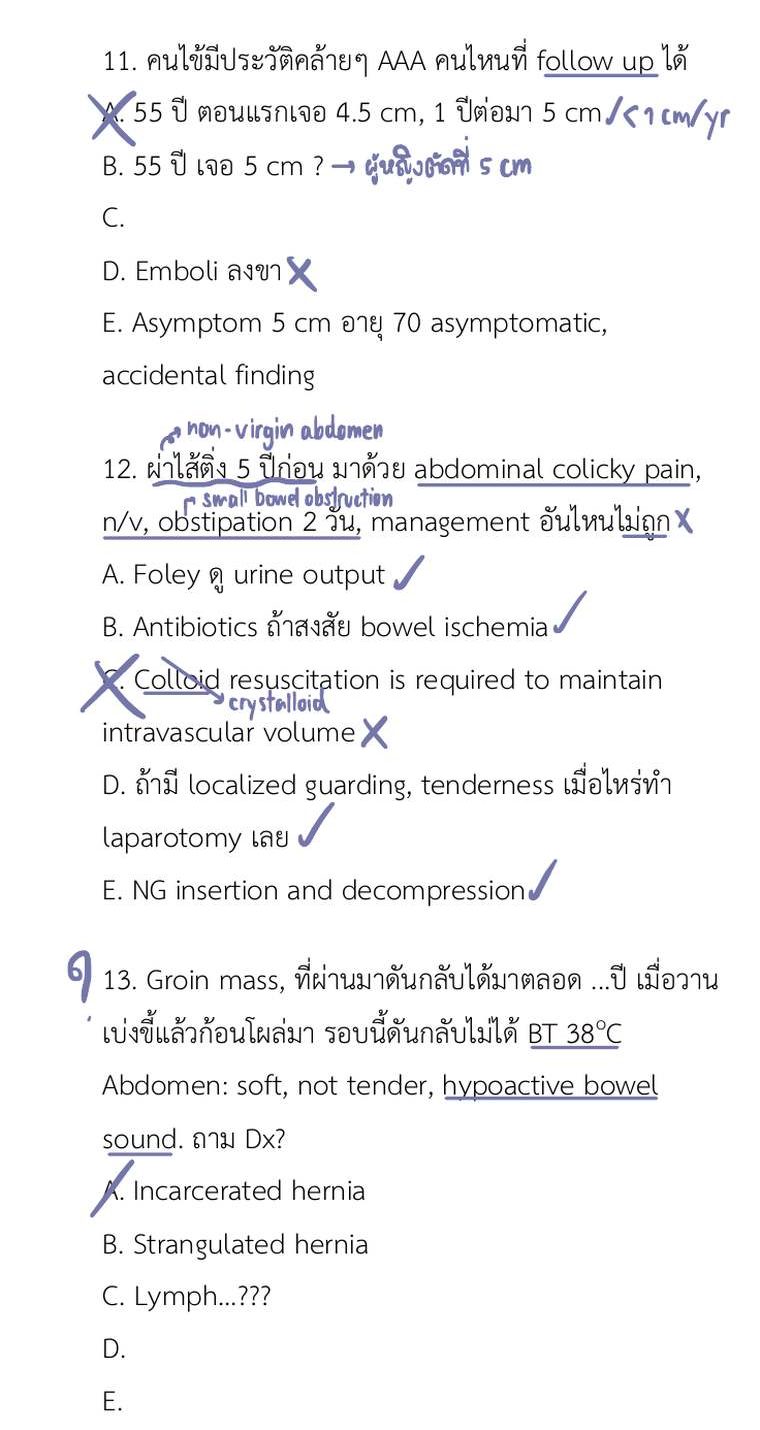 11. คนไข้มีประวัติคล้ายๆ AAA คนไหนที่ follow up ได้
A. 55 ปี ตอนแรกเจอ 4.5 cm, 1 ปีต่อมา 5 cm / < 1 cm/yr
B. 55 ปี เจอ 5 cm ? → ผู้หญิงตัดที่ 5 cm
C.
D. Emboli ลงขา X
E. Asymptom 5 cm อายุ 70 asymptomatic,
accidental finding
non-virgin abdomen
12. ผ่าไส้ติ่ง 5 ปีก่อน มาด้วย abdominal colicky pain,
small bowel obstruction
n/v, obstipation 2 วัน, management อันไหนไม่ถูก X
A. Foley ดู urine output ✓
B. Antibiotics ถ้าสงสัย bowel ischemia ✓
C. Colloid resuscitation is required to maintain
crystalloid
intravascular volume X
D. ถ้ามี localized guarding, tenderness เมื่อไหร่ทำ
laparotomy เลย ✓
E. NG insertion and decompression ✓
13. Groin mass, ที่ผ่านมาดันกลับได้มาตลอด ...ปี เมื่อวาน
เบ่งขี้แล้วก้อนโผล่มา รอบนี้ดันกลับไม่ได้ BT 38°C
Abdomen: soft, not tender, hypoactive bowel
sound. ถาม Dx?
A. Incarcerated hernia
B. Strangulated hernia
C. Lymph...???
D.
E.